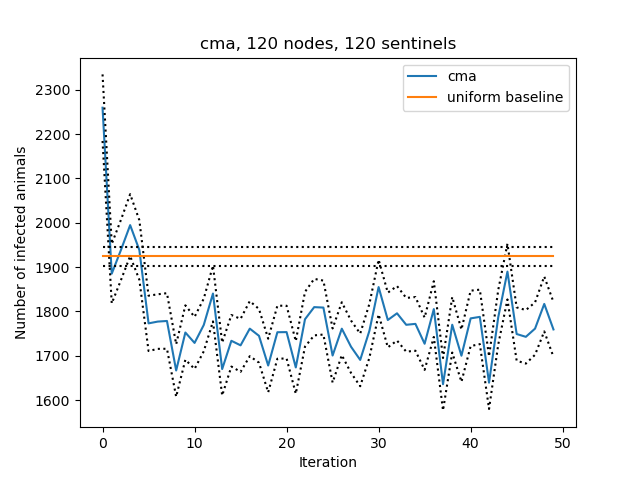 cma, 120 nodes, 120 sentinels
cma
uniform baseline
Number of infected animals
2300
2200
2100
2000
1900
1800
1700
1600
0 10 20 30 40 50
Iteration